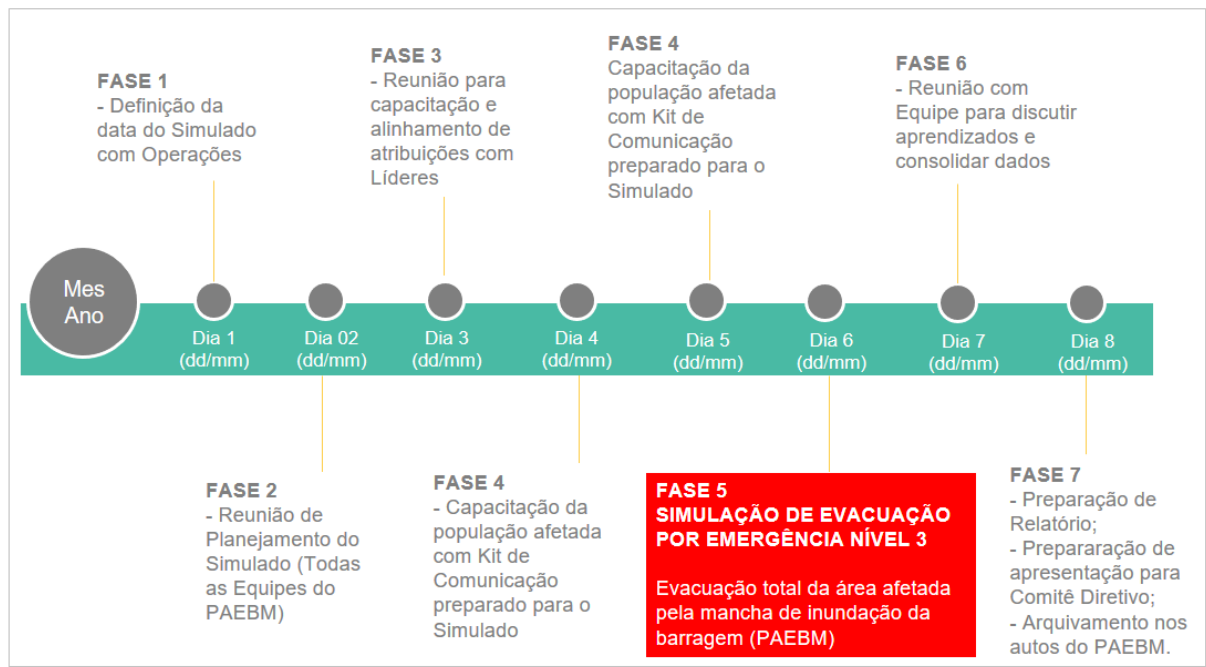 FASE 1
- Definição da
data do Simulado
com Operações
FASE 3
- Reunião para
capacitação e
alinhamento de
atribuições com
Líderes
FASE 4
Capacitação da
população afetada
com Kit de
Comunicação
preparado para o
Simulado
FASE 6
- Reunião com
Equipe para discutir
aprendizados e
consolidar dados
Mes
Ano
Dia 1
(dd/mm)
Dia 02
(dd/mm)
Dia 3
(dd/mm)
Dia 4
(dd/mm)
Dia 5
(dd/mm)
Dia 6
(dd/mm)
Dia 7
(dd/mm)
Dia 8
(dd/mm)
FASE 2
- Reunião de
Planejamento do
Simulado (Todas
as Equipes do
PAEBM)
FASE 4
- Capacitação da
população afetada
com Kit de
Comunicação
preparado para o
Simulado
FASE 5
SIMULAÇÃO DE EVACUAÇÃO
POR EMERGÊNCIA NÍVEL 3
Evacuação total da área afetada
pela mancha de inundação da
barragem (PAEBM)
FASE 7
- Preparação de
Relatório;
- Prepararação de
apresentação para
Comitê Diretivo;
- Arquivamento nos
autos do PAEBM.